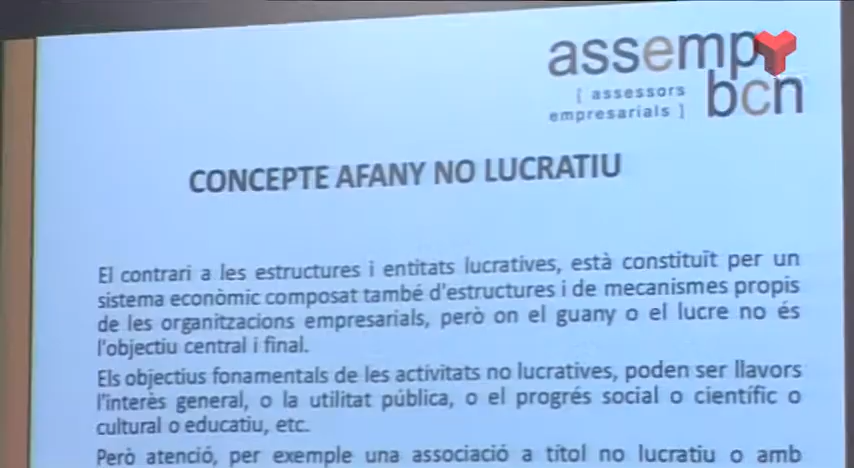 assemp
[ assessors
empresarials ]
bcn
CONCEPTE AFANY NO LUCRATIU
El contrari a les estructures i entitats lucratives, està constituït per un
sistema econòmic composat també d'estructures i de mecanismes propis
de les organitzacions empresarials, però on el guany o el lucre no és
l'objectiu central i final.
Els objectius fonamentals de les activitats no lucratives, poden ser llavors
l'interès general, o la utilitat pública, o el progrés social o científic o
cultural o educatiu, etc.
Però atenció, per exemple una associació a títol no lucratiu o amb